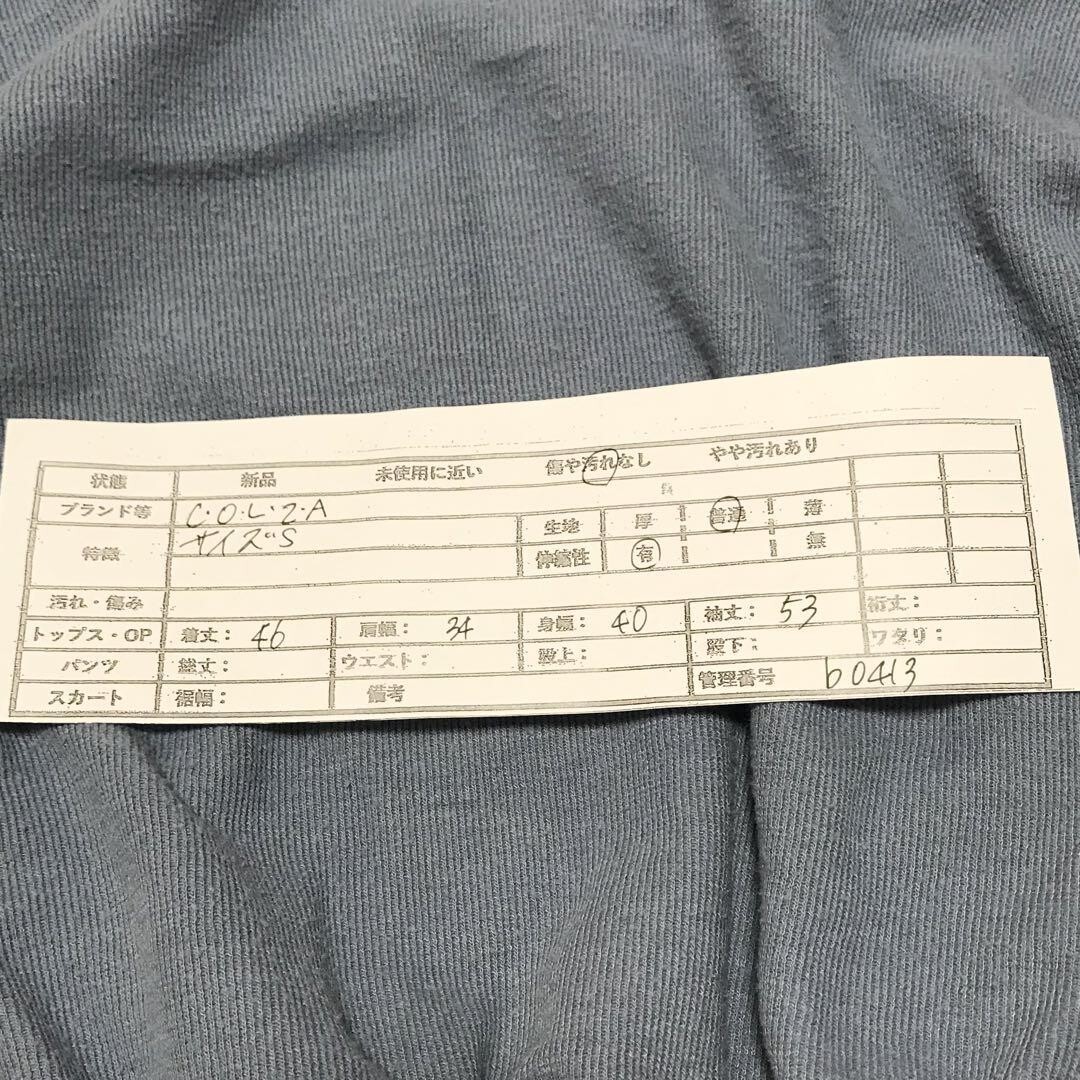 状態 新品 未使用に近い 傷や汚れなし やや汚れあり
ブランド等 C・O・L・Z・A
特徴 サイズS 生地 厚 普通 薄
伸縮性 有 無
汚れ・傷み
トップス・OP 着丈: 46 肩幅: 34 身幅: 40 袖丈: 53 裄丈:
パンツ 総丈: ウエスト: 股上: 股下: ワタリ:
スカート 裾幅: 備考 管理番号 b0413